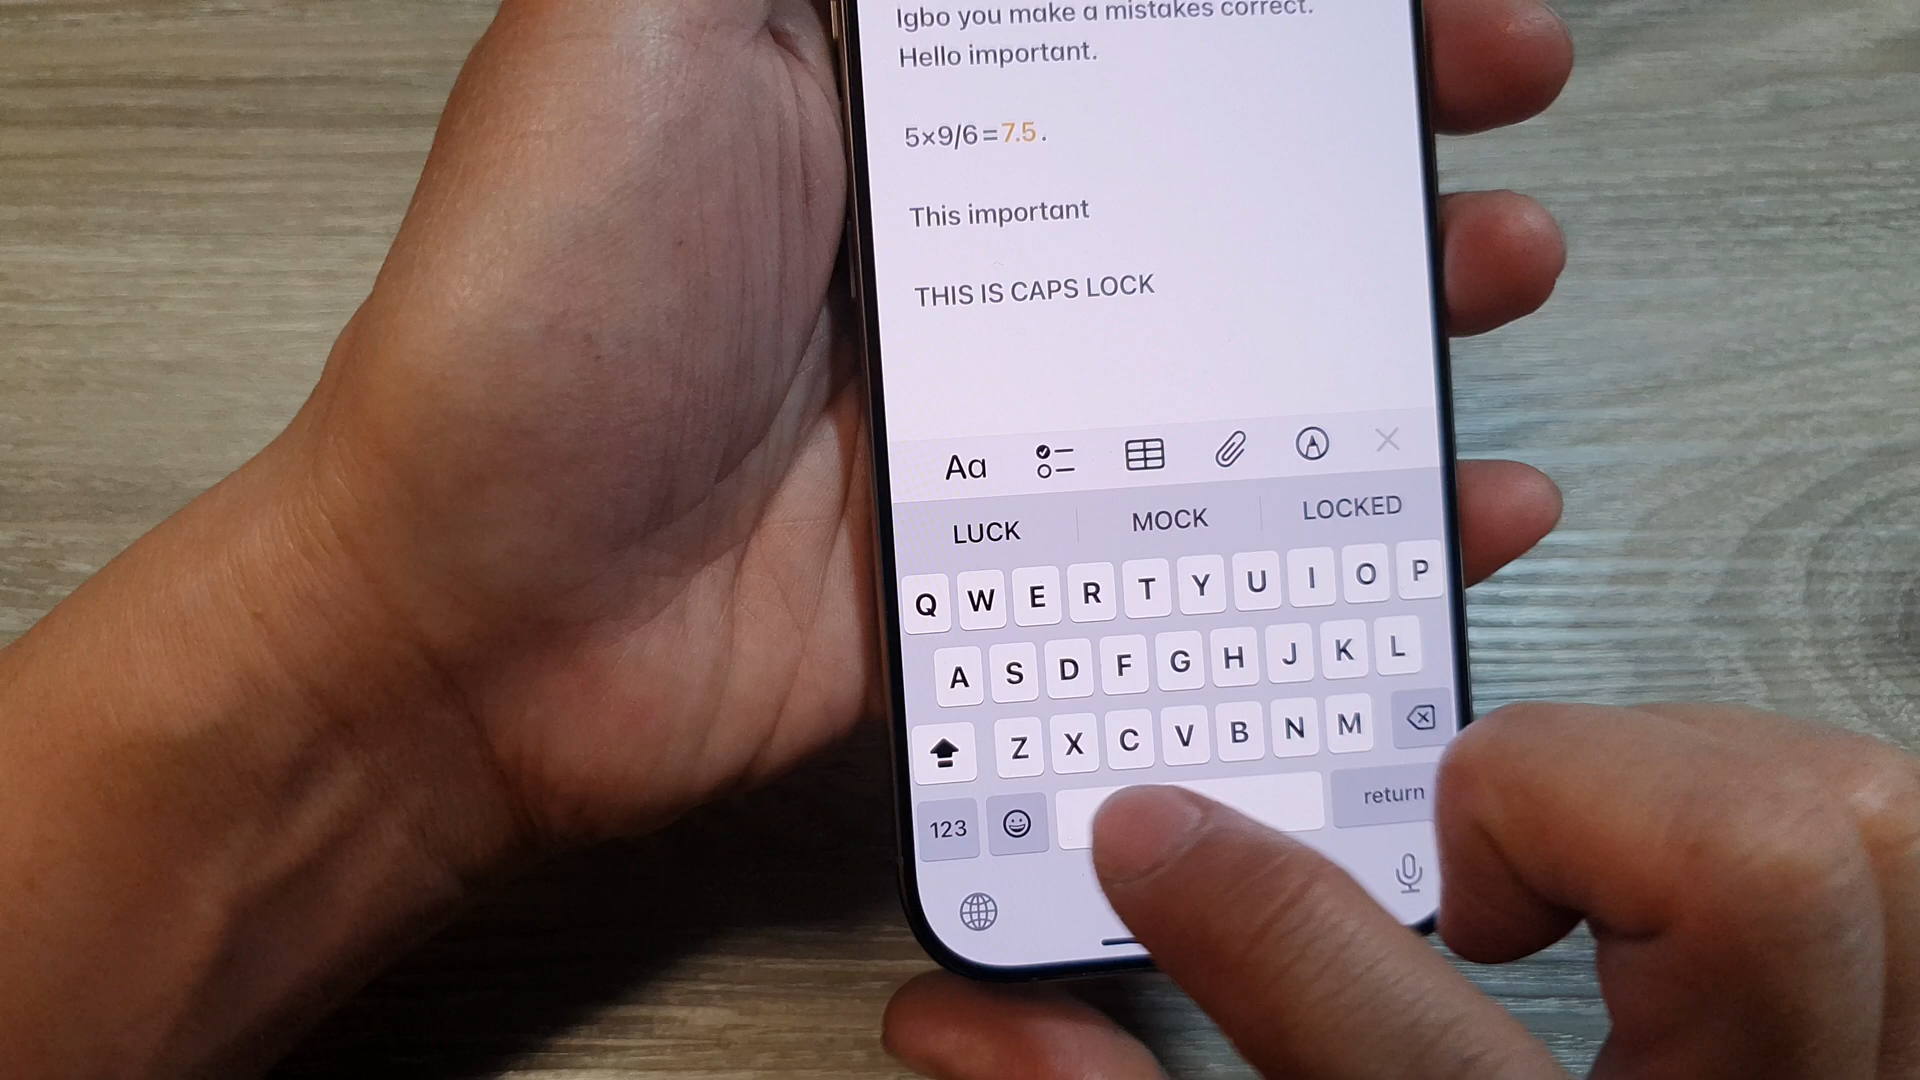 Igbo you make a mistakes correct.
Hello important.
5×9/6=7.5.
This important
THIS IS CAPS LOCK
Aa
LUCK MOCK LOCKED
Q W E R T Y U I O P
A S D F G H J K L
Z X C V B N M
123 return